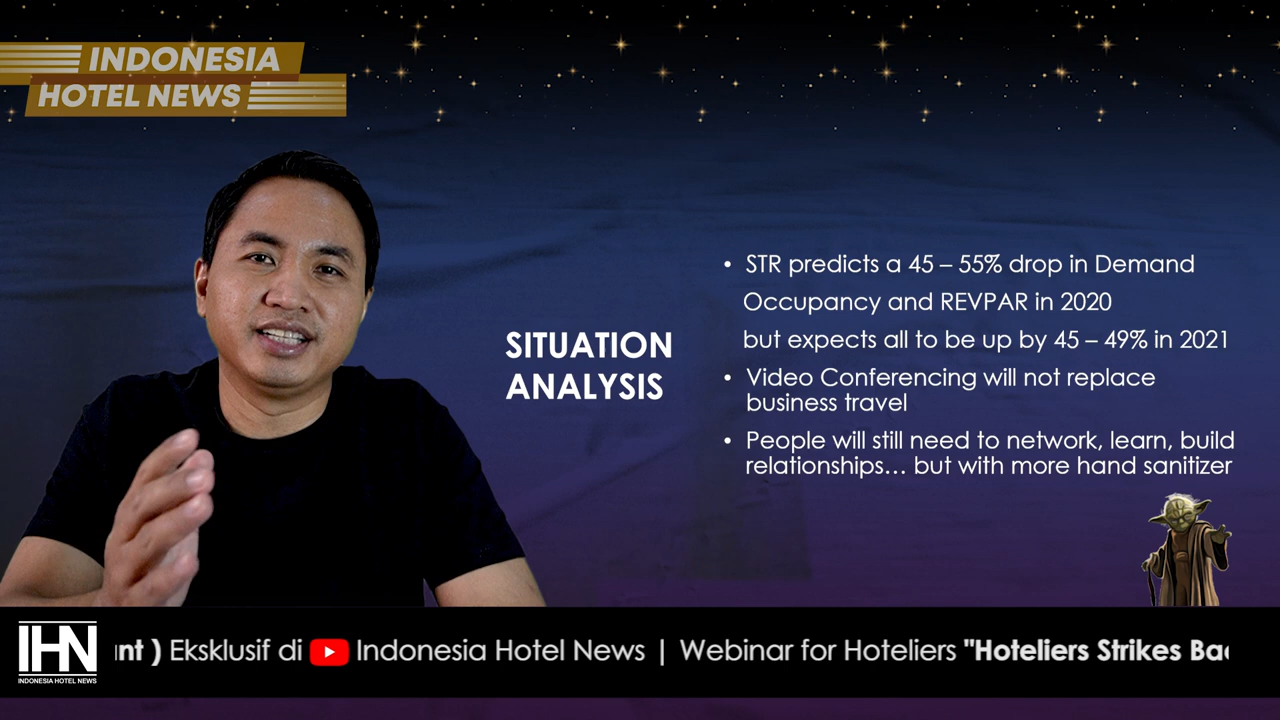 INDONESIA
HOTEL NEWS
SITUATION
ANALYSIS
• STR predicts a 45 – 55% drop in Demand
Occupancy and REVPAR in 2020
but expects all to be up by 45 – 49% in 2021
• Video Conferencing will not replace
business travel
• People will still need to network, learn, build
relationships... but with more hand sanitizer
IHN
INDONESIA HOTEL NEWS
) Eksklusif di Indonesia Hotel News | Webinar for Hoteliers "Hoteliers Strikes